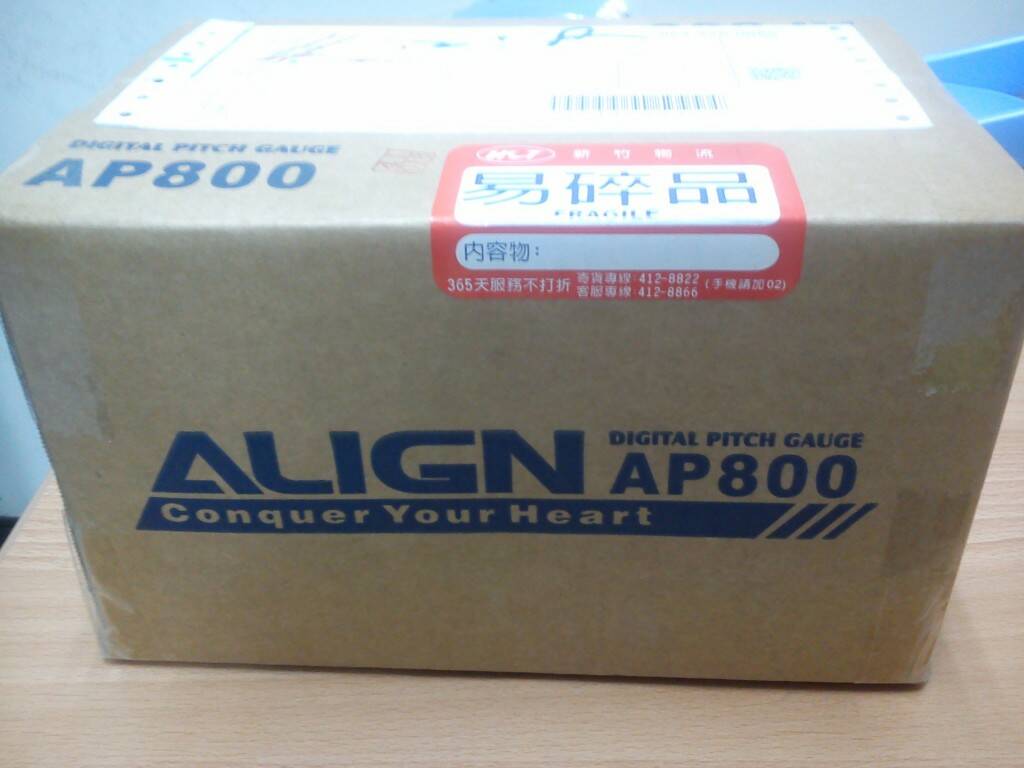 DIGITAL PITCH GAUGE
AP800
HCT 新竹物流
易碎品
FRAGILE
內容物:
365天服務不打折
寄貨專線:412-8822
客服專線:412-8866
(手機請加02)
ALIGN
DIGITAL PITCH GAUGE
AP800
Conquer Your Heart